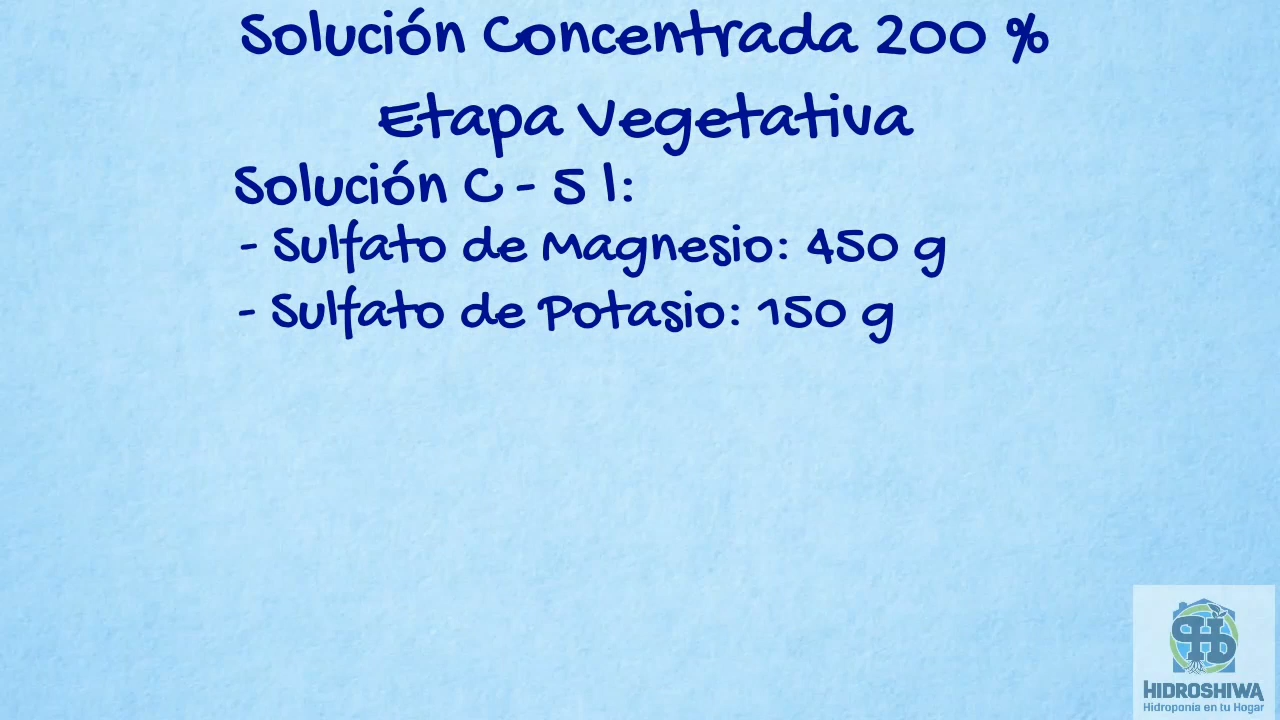 Solución Concentrada 200 %
Etapa Vegetativa
Solución C - 5 l:
- Sulfato de Magnesio: 450 g
- Sulfato de Potasio: 150 g
HIDROSHIWA
Hidroponía en tu Hogar